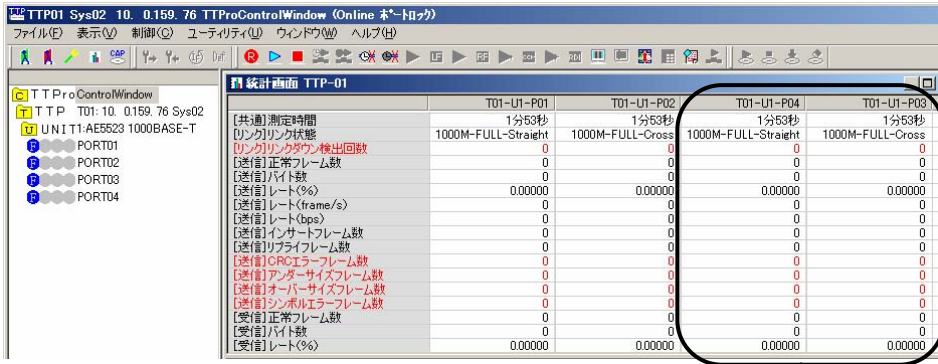 TTP01 Sys02 10. 0.159. 76 TTProControlWindow (Online ポートロック)
ファイル(F) 表示(V) 制御(C) ユーティリティ(U) ウィンドウ(W) ヘルプ(H)
CAP
統計画面 TTP-01
TTProControlWindow
TTP T01: 10. 0.159. 76 Sys02
UNIT1:AE5523 1000BASE-T
PORT01
PORT02
PORT03
PORT04
T01-U1-P01 T01-U1-P02 T01-U1-P04 T01-U1-P03
[共通]測定時間 1分53秒 1分53秒 1分53秒 1分53秒
[リンク]リンク状態 1000M-FULL-Straight 1000M-FULL-Cross 1000M-FULL-Straight 1000M-FULL-Cross
[リンク]リンクダウン検出回数 0 0 0 0
[送信]正常フレーム数 0 0 0 0
[送信]バイト数 0 0 0 0
[送信]レート(%) 0.00000 0.00000 0.00000 0.00000
[送信]レート(frame/s) 0 0 0 0
[送信]レート(bps) 0 0 0 0
[送信]インサートフレーム数 0 0 0 0
[送信]リプライフレーム数 0 0 0 0
[送信]CRCエラーフレーム数 0 0 0 0
[送信]アンダーサイズフレーム数 0 0 0 0
[送信]オーバーサイズフレーム数 0 0 0 0
[送信]シンボルエラーフレーム数 0 0 0 0
[受信]正常フレーム数 0 0 0 0
[受信]バイト数 0 0 0 0
[受信]レート(%) 0.00000 0.00000 0.00000 0.00000